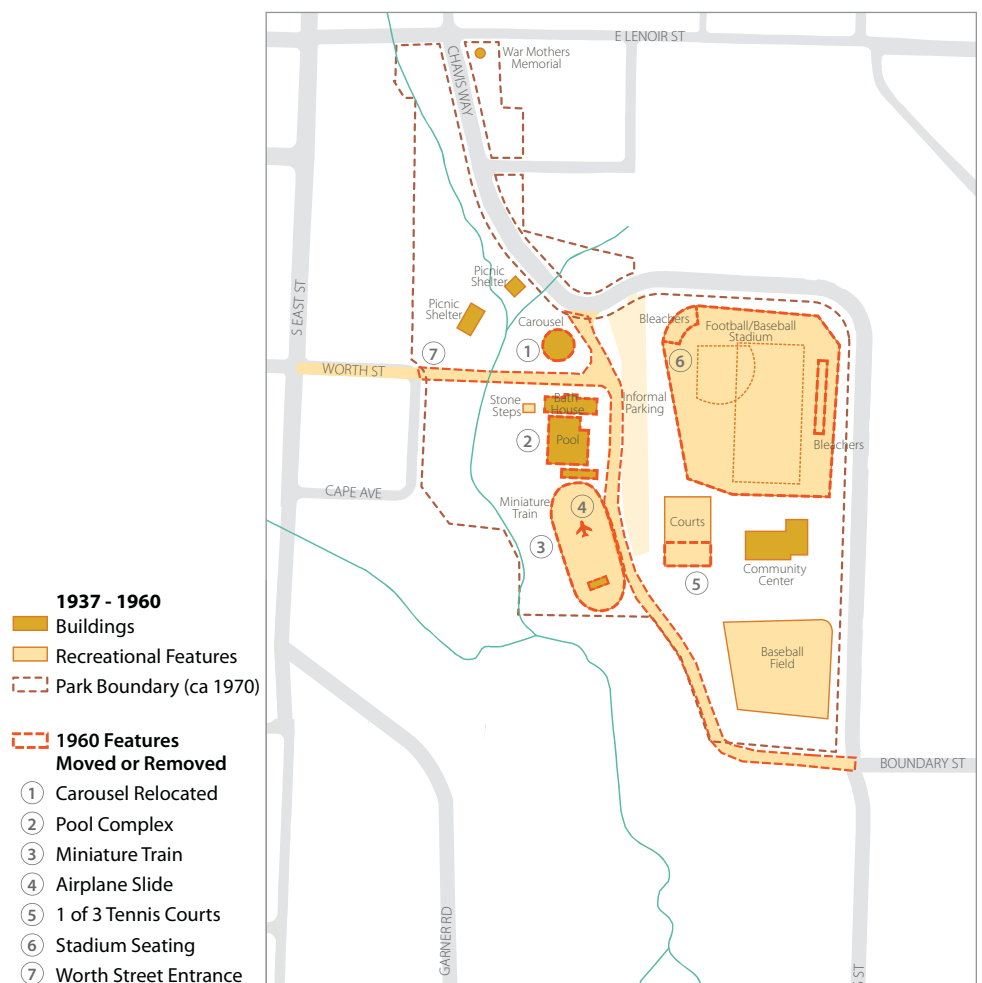 E LENOIR ST
War Mothers
Memorial
CHAVIS WAY
S EAST ST
Picnic
Shelter
Picnic
Shelter
Carousel
1
7
WORTH ST
Bleachers
Football/Baseball
Stadium
6
Stone
Steps
Bath
House
Informal
Parking
2
Pool
Bleachers
CAPE AVE
Miniature
Train
4
3
Courts
5
Community
Center
Baseball
Field
BOUNDARY ST
GARNER RD
ST
1937 - 1960
Buildings
Recreational Features
Park Boundary (ca 1970)
1960 Features
Moved or Removed
1 Carousel Relocated
2 Pool Complex
3 Miniature Train
4 Airplane Slide
5 1 of 3 Tennis Courts
6 Stadium Seating
7 Worth Street Entrance